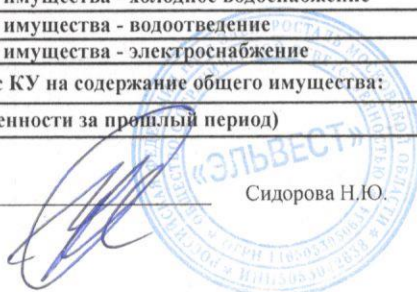 имущества - холодное водоснабжение
имущества - водоотведение
имущества - электроснабжение
КУ на содержание общего имущества:
енности за прошлый период)
«ЭЛЬВЕСТ»
Сидорова Н.Ю.